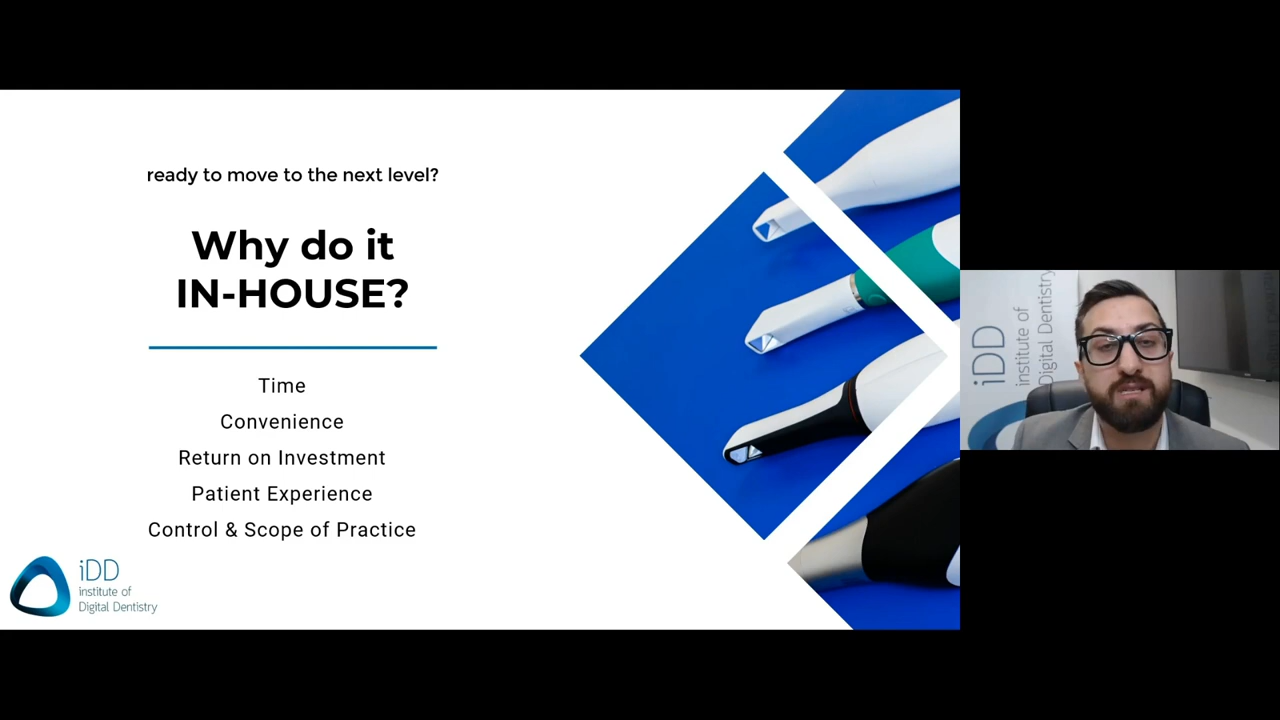 ready to move to the next level?
Why do it
IN-HOUSE?
Time
Convenience
Return on Investment
Patient Experience
Control & Scope of Practice
iDD
institute of
Digital Dentistry
iDD
institute of
Digital Dentistry